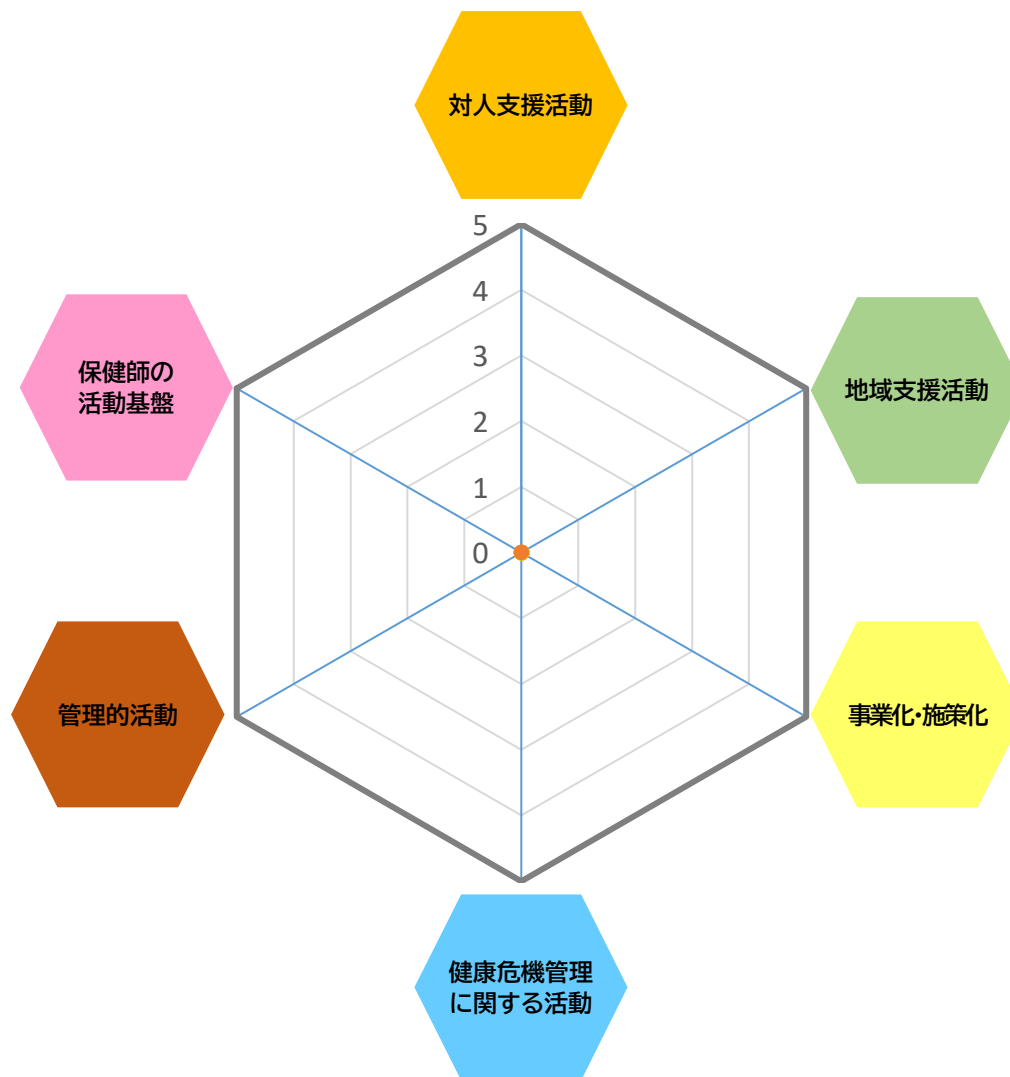 対人支援活動
5
4
3
2
1
0
保健師の
活動基盤
地域支援活動
管理的活動
事業化・施策化
健康危機管理
に関する活動